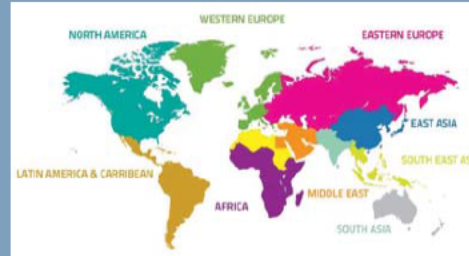 WESTERN EUROPE
NORTH AMERICA
EASTERN EUROPE
EAST ASIA
SOUTH EAST AS
LATIN AMERICA & CARRIBEAN
MIDDLE EAST
AFRICA
SOUTH ASIA